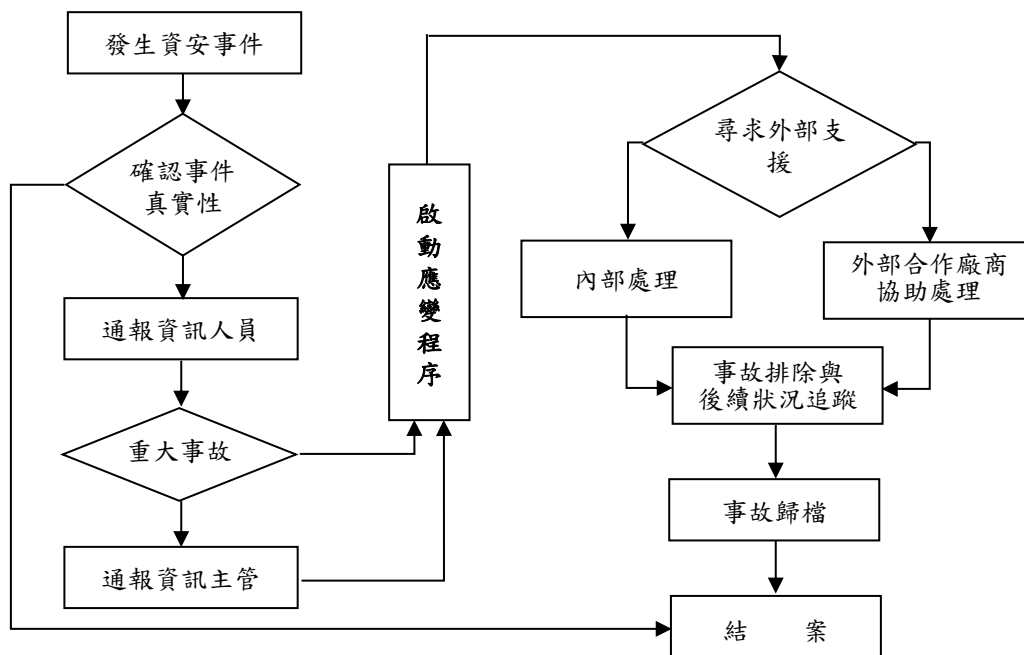 發生資安事件
確認事件
真實性
通報資訊人員
重大事故
通報資訊主管
啟動應變程序
尋求外部支
援
內部處理
外部合作廠商
協助處理
事故排除與
後續狀況追蹤
事故歸檔
結 案